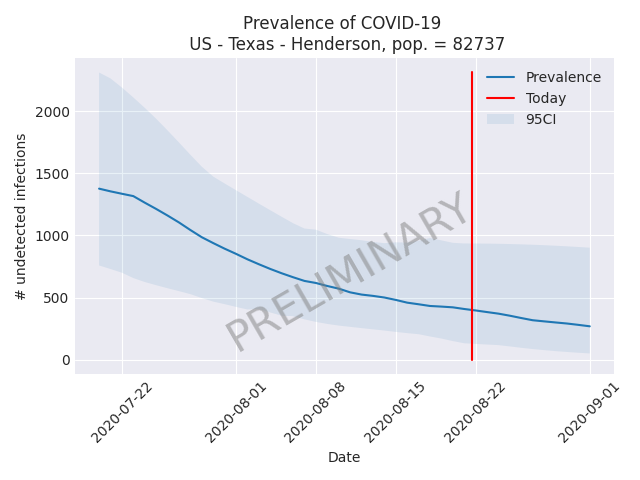 Prevalence of COVID-19
US - Texas - Henderson, pop. = 82737
Prevalence
Today
95CI
# undetected infections
2000
1500
1000
500
0
PRELIMINARY
2020-07-22
2020-08-01
2020-08-08
2020-08-15
2020-08-22
2020-09-01
Date